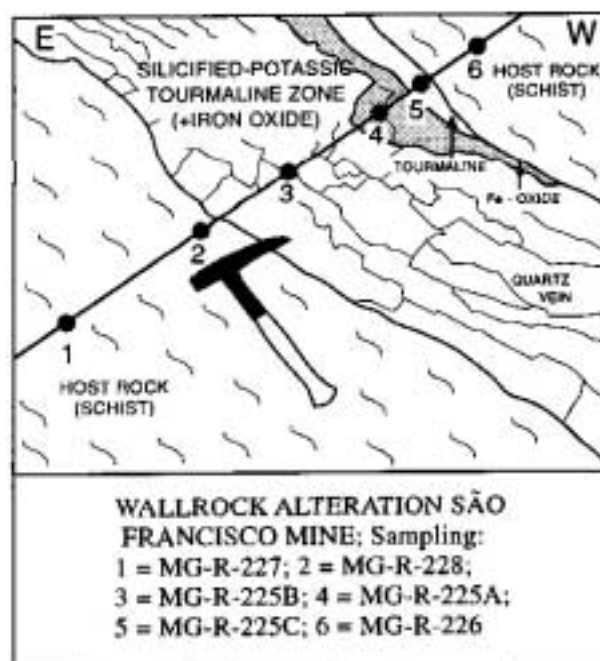 E
W
SILICIFIED-POTASSIC
TOURMALINE ZONE
(+IRON OXIDE)
6
HOST ROCK
(SCHIST)
5
4
TOURMALINE
Fe - OXIDE
3
2
QUARTZ
VEIN
1
HOST ROCK
(SCHIST)
WALLROCK ALTERATION SÃO
FRANCISCO MINE; Sampling:
1 = MG-R-227; 2 = MG-R-228;
3 = MG-R-225B; 4 = MG-R-225A;
5 = MG-R-225C; 6 = MG-R-226